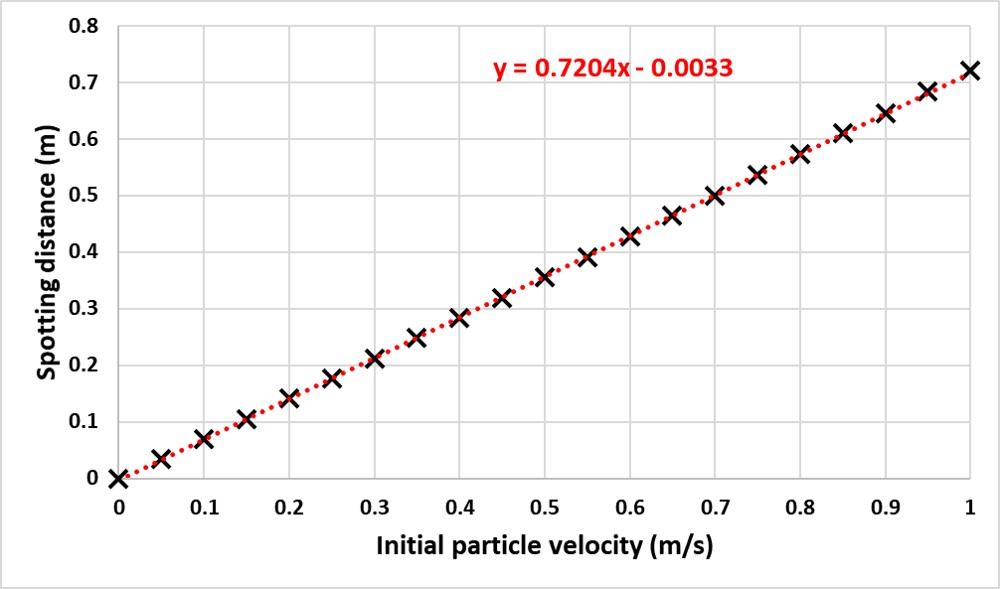 y = 0.7204x - 0.0033
Spotting distance (m)
0.8
0.7
0.6
0.5
0.4
0.3
0.2
0.1
0
0 0.1 0.2 0.3 0.4 0.5 0.6 0.7 0.8 0.9 1
Initial particle velocity (m/s)